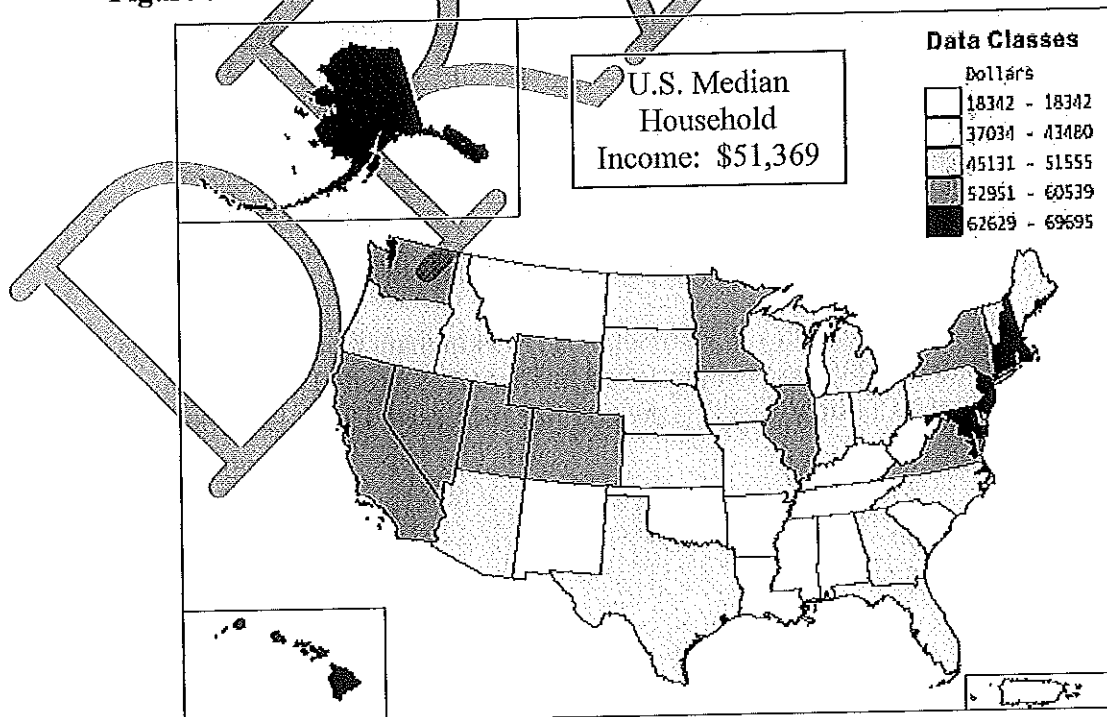 Data Classes
Dollars
18342 - 18342
37034 - 43480
45131 - 51555
52951 - 60539
62629 - 69695
U.S. Median
Household
Income: $51,369